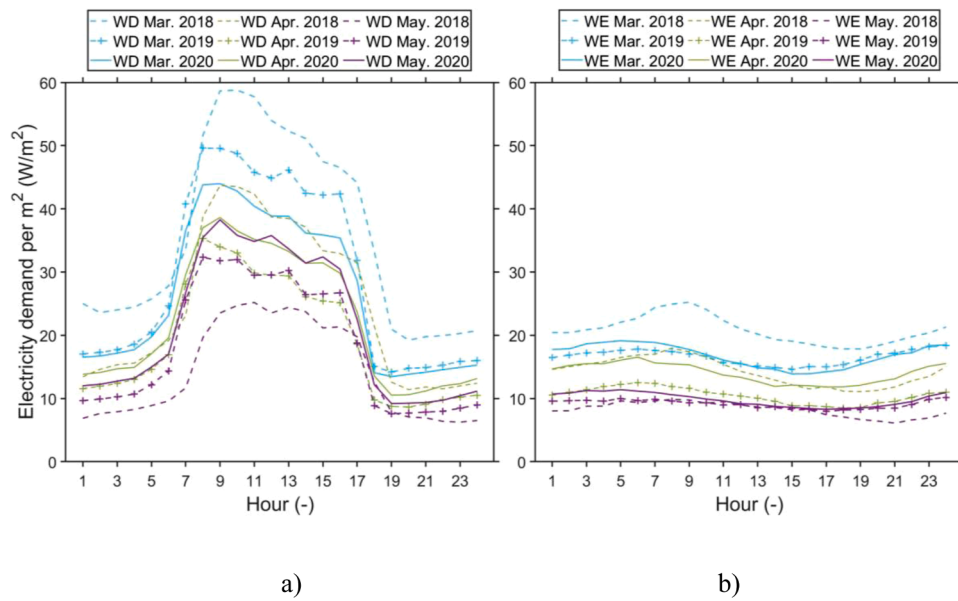 WD Mar. 2018 WD Apr. 2018 WD May. 2018
WD Mar. 2019 WD Apr. 2019 WD May. 2019
WD Mar. 2020 WD Apr. 2020 WD May. 2020
Electricity demand per m² (W/m²)
60
50
40
30
20
10
0
1 3 5 7 9 11 13 15 17 19 21 23
Hour (-)
a)
WE Mar. 2018 WE Apr. 2018 WE May. 2018
WE Mar. 2019 WE Apr. 2019 WE May. 2019
WE Mar. 2020 WE Apr. 2020 WE May. 2020
60
50
40
30
20
10
0
1 3 5 7 9 11 13 15 17 19 21 23
Hour (-)
b)